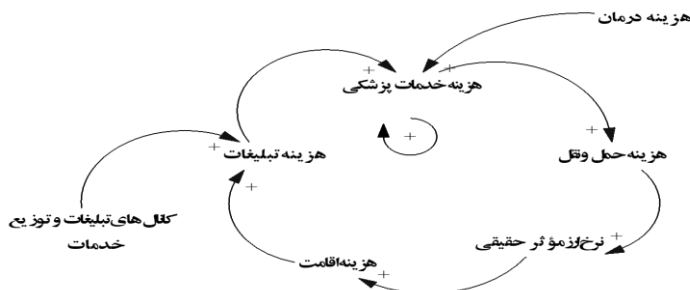 هزینه درمان
هزینه خدمات پزشکی
هزینه تبلیغات
هزینه حمل ونقل
کانال‌های تبلیغات و توزیع
خدمات
نرخ ارز مؤثر حقیقی
هزینه اقامت